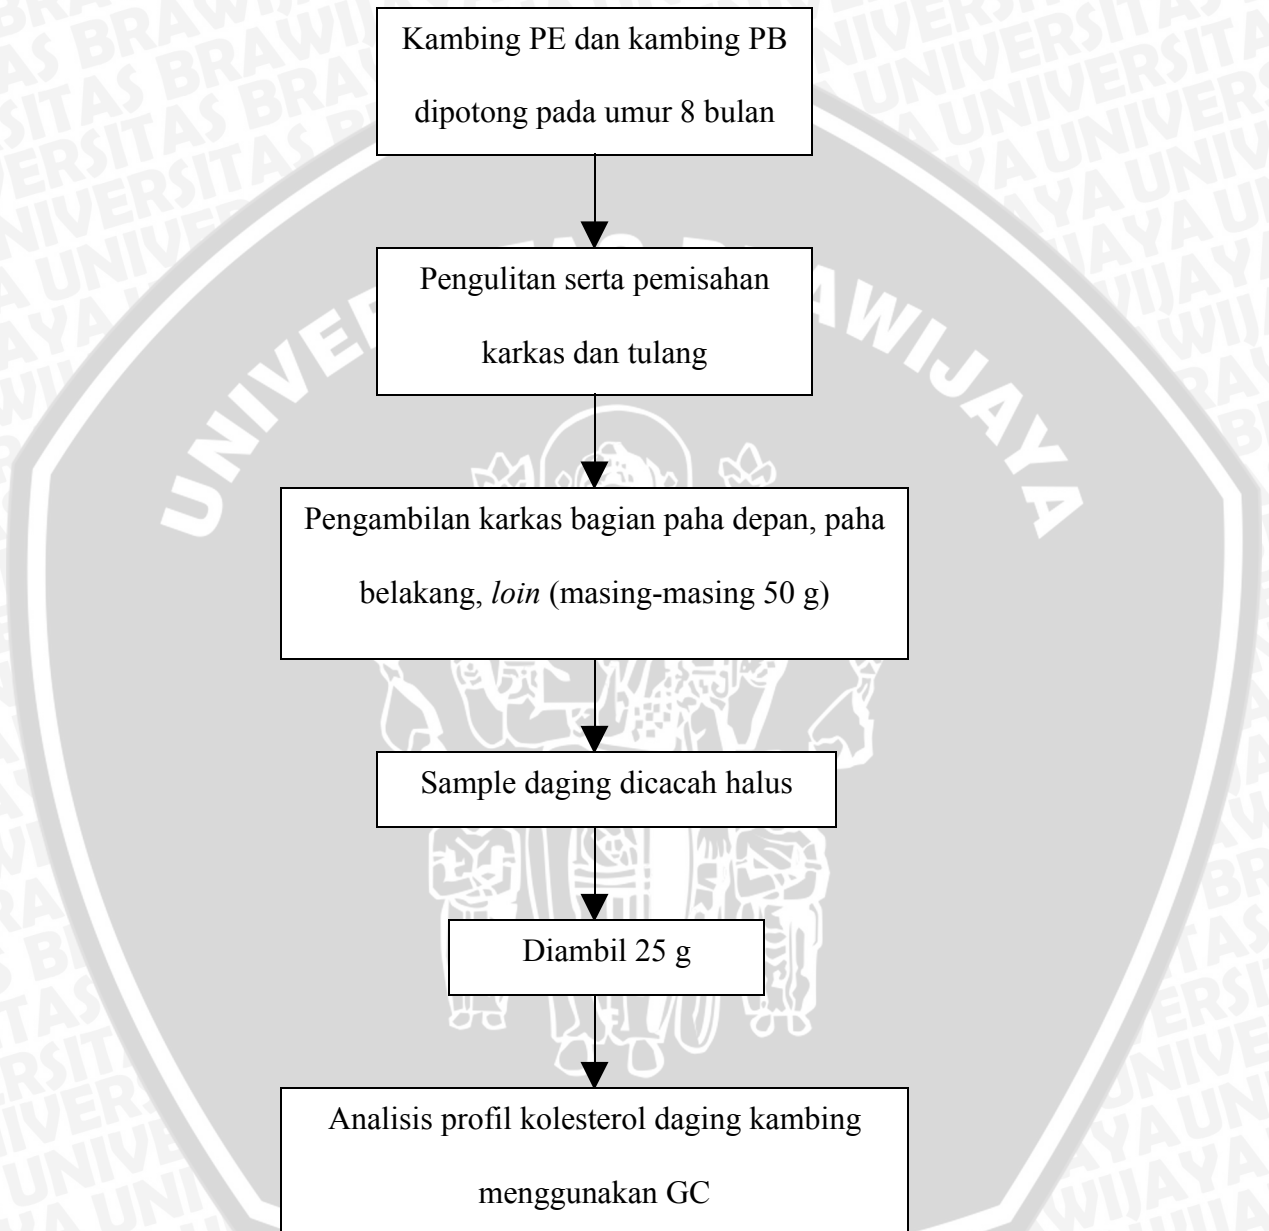 Kambing PE dan kambing PB
dipotong pada umur 8 bulan
Pengulitan serta pemisahan
karkas dan tulang
Pengambilan karkas bagian paha depan, paha
belakang, loin (masing-masing 50 g)
Sample daging dicacah halus
Diambil 25 g
Analisis profil kolesterol daging kambing
menggunakan GC